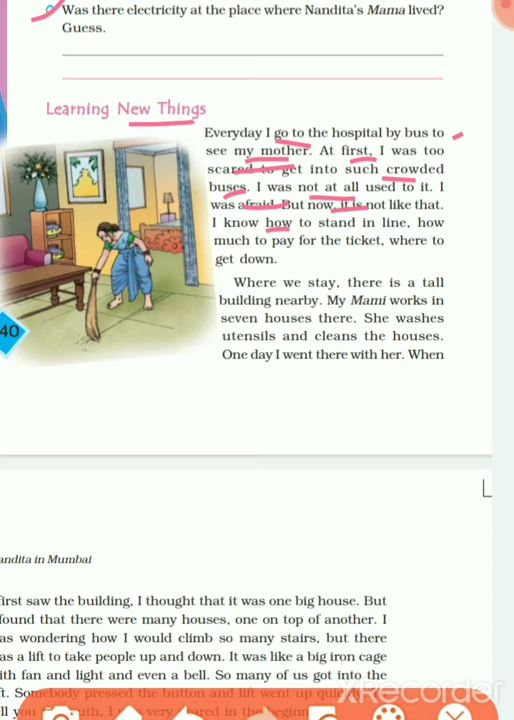 Was there electricity at the place where Nandita's Mama lived?
Guess.
Learning New Things
Everyday I go to the hospital by bus to
see my mother. At first, I was too
scared to get into such crowded
buses. I was not at all used to it. I
was afraid. But now, it is not like that.
I know how to stand in line, how
much to pay for the ticket, where to
get down.
Where we stay, there is a tall
building nearby. My Mami works in
seven houses there. She washes
utensils and cleans the houses.
One day I went there with her. When
40
andita in Mumbai
first saw the building, I thought that it was one big house. But
found that there were many houses, one on top of another. I
as wondering how I would climb so many stairs, but there
as a lift to take people up and down. It was like a big iron cage
ith fan and light and even a bell. So many of us got into the
ft. Somebody pressed the button and lift went up quickly.
ll you in the
XRecorder